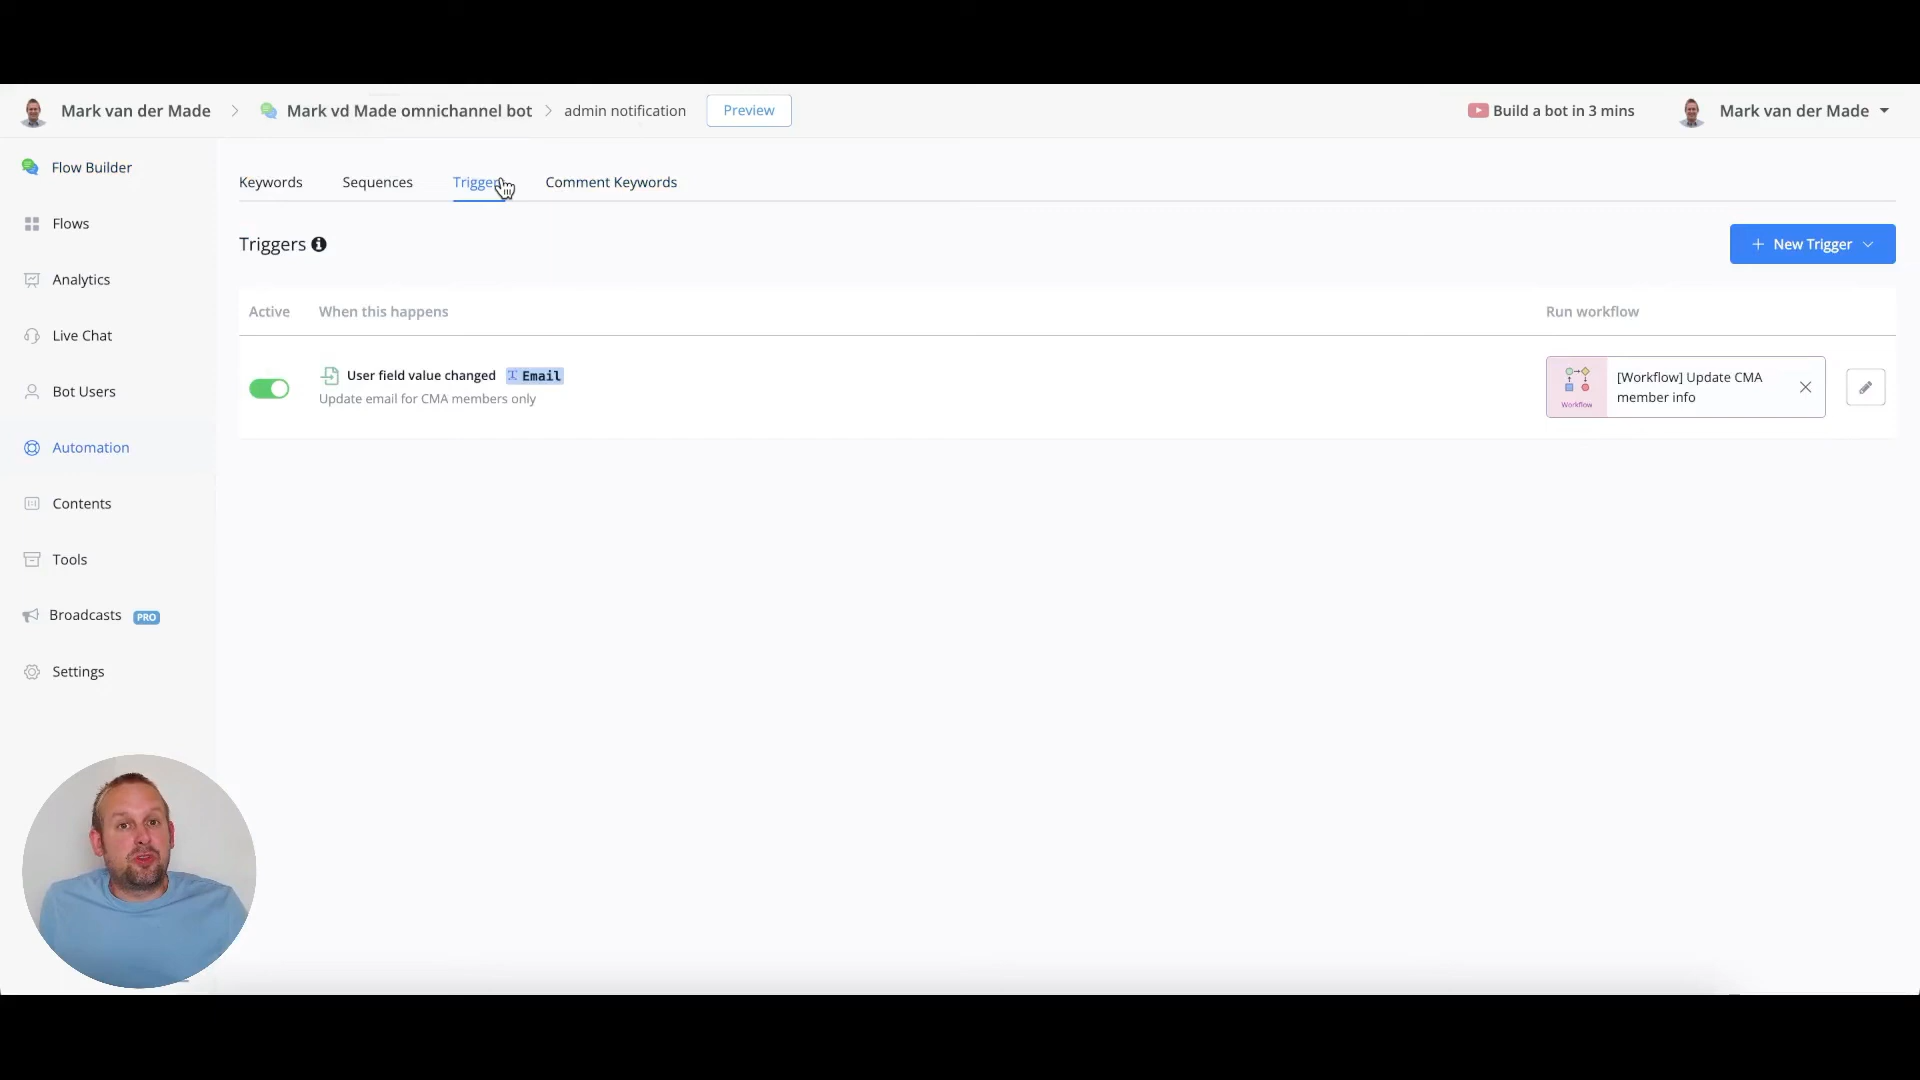 Mark van der Made > Mark vd Made omnichannel bot > admin notification Preview Build a bot in 3 mins Mark van der Made
Flow Builder
Flows
Analytics
Live Chat
Bot Users
Automation
Contents
Tools
Broadcasts PRO
Settings
Keywords Sequences Triggers Comment Keywords
Triggers
+ New Trigger
Active When this happens Run workflow
User field value changed Email
Update email for CMA members only
Workflow
[Workflow] Update CMA
member info